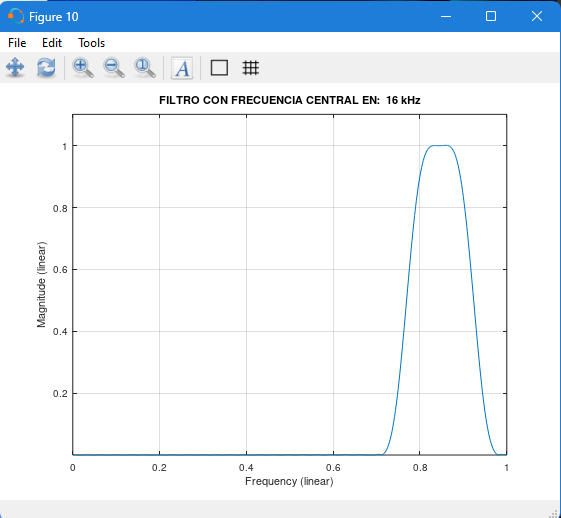 Figure 10
File Edit Tools
A
FILTRO CON FRECUENCIA CENTRAL EN: 16 kHz
1
0.8
0.6
0.4
0.2
Magnitude (linear)
0 0.2 0.4 0.6 0.8 1
Frequency (linear)